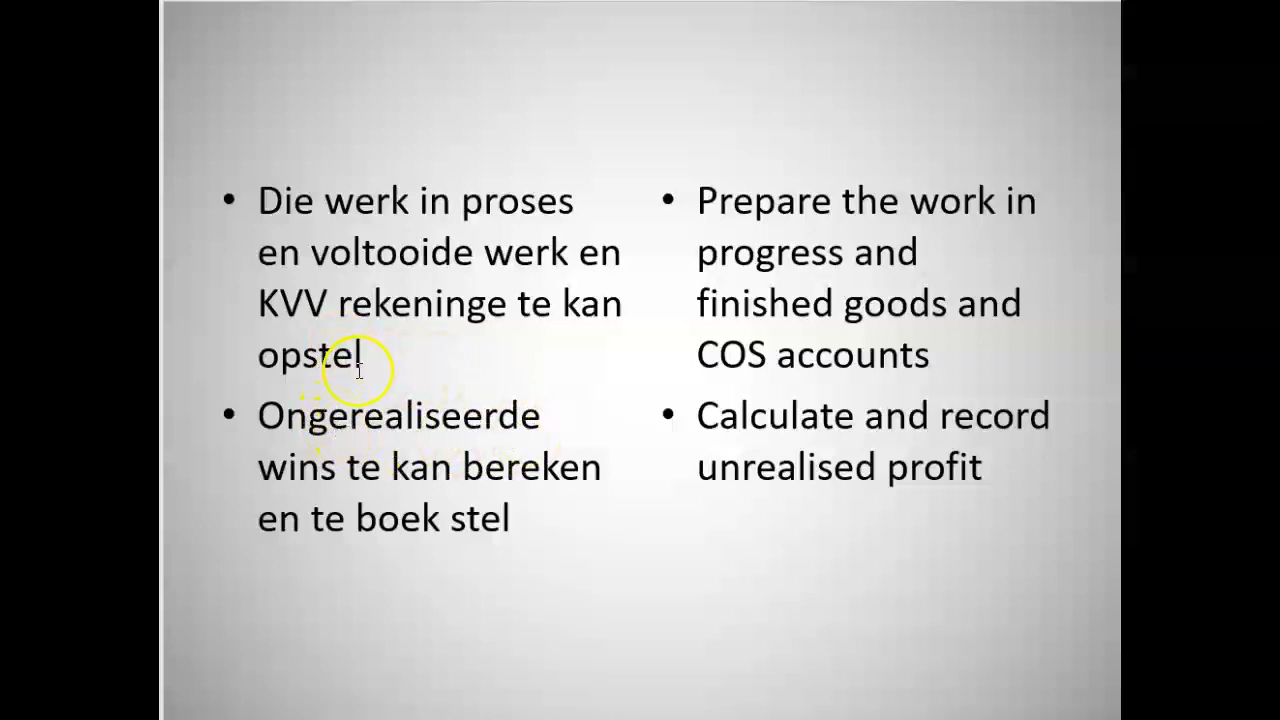 • Die werk in proses
en voltooide werk en
KVV rekeninge te kan
opstel
• Ongerealiseerde
wins te kan bereken
en te boek stel
• Prepare the work in
progress and
finished goods and
COS accounts
• Calculate and record
unrealised profit